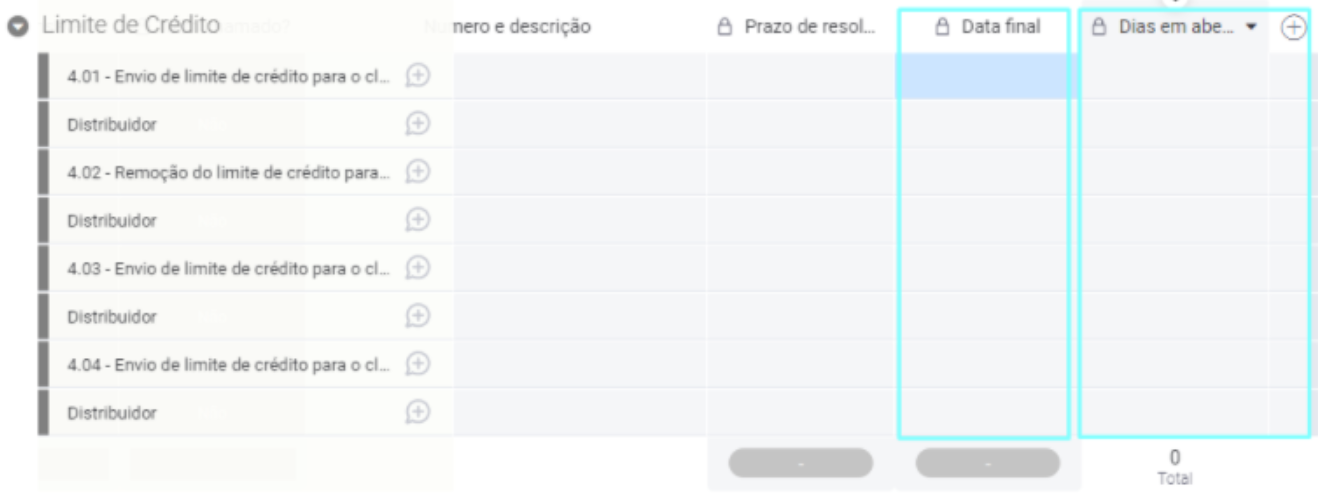 Limite de Crédito amado? Numero e descrição Prazo de resol... Data final Dias em abe...
4.01 - Envio de limite de crédito para o cl...
Distribuidor
4.02 - Remoção do limite de crédito para...
Distribuidor
4.03 - Envio de limite de crédito para o cl...
Distribuidor
4.04 - Envio de limite de crédito para o cl...
Distribuidor
- - 0
Total